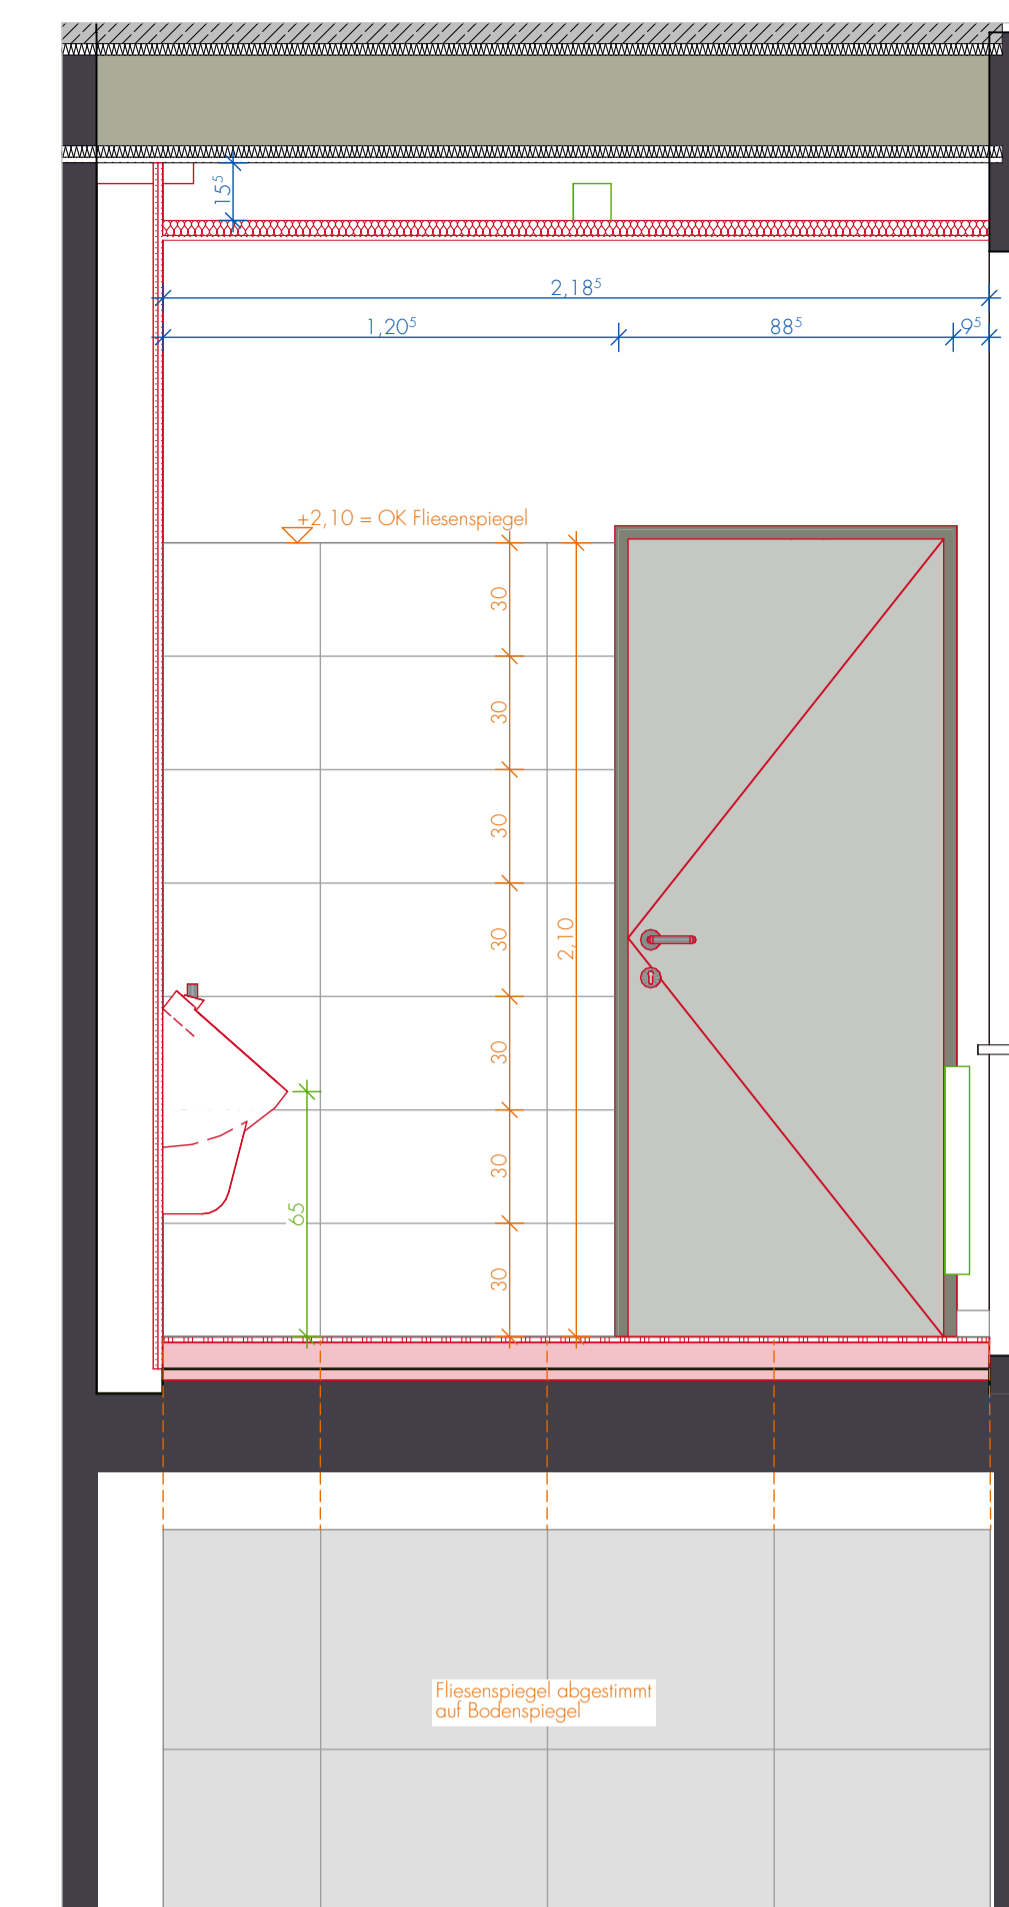 15⁵
2,18⁵
1,20⁵ 88⁵ 9⁵
+2,10 = OK Fliesenspiegel
30
30
30
30
2,10
30
30
65
30
Fliesenspiegel abgestimmt
auf Bodenspiegel